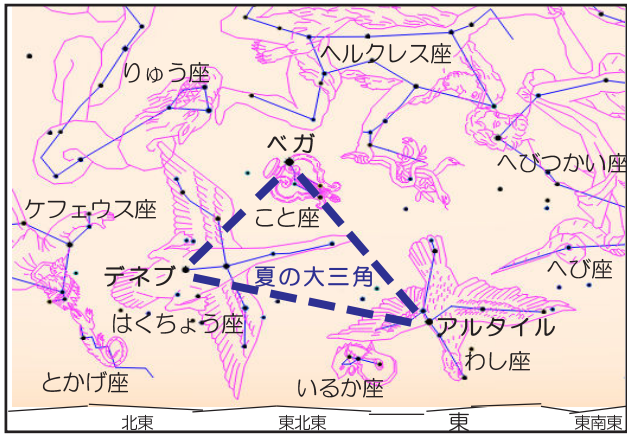 ヘルクレス座
りゅう座
ベガ
へびつかい座
ケフェウス座
こと座
へび座
デネブ
夏の大三角
はくちょう座
アルタイル
わし座
とかげ座
いるか座
北東
東北東
東
東南東